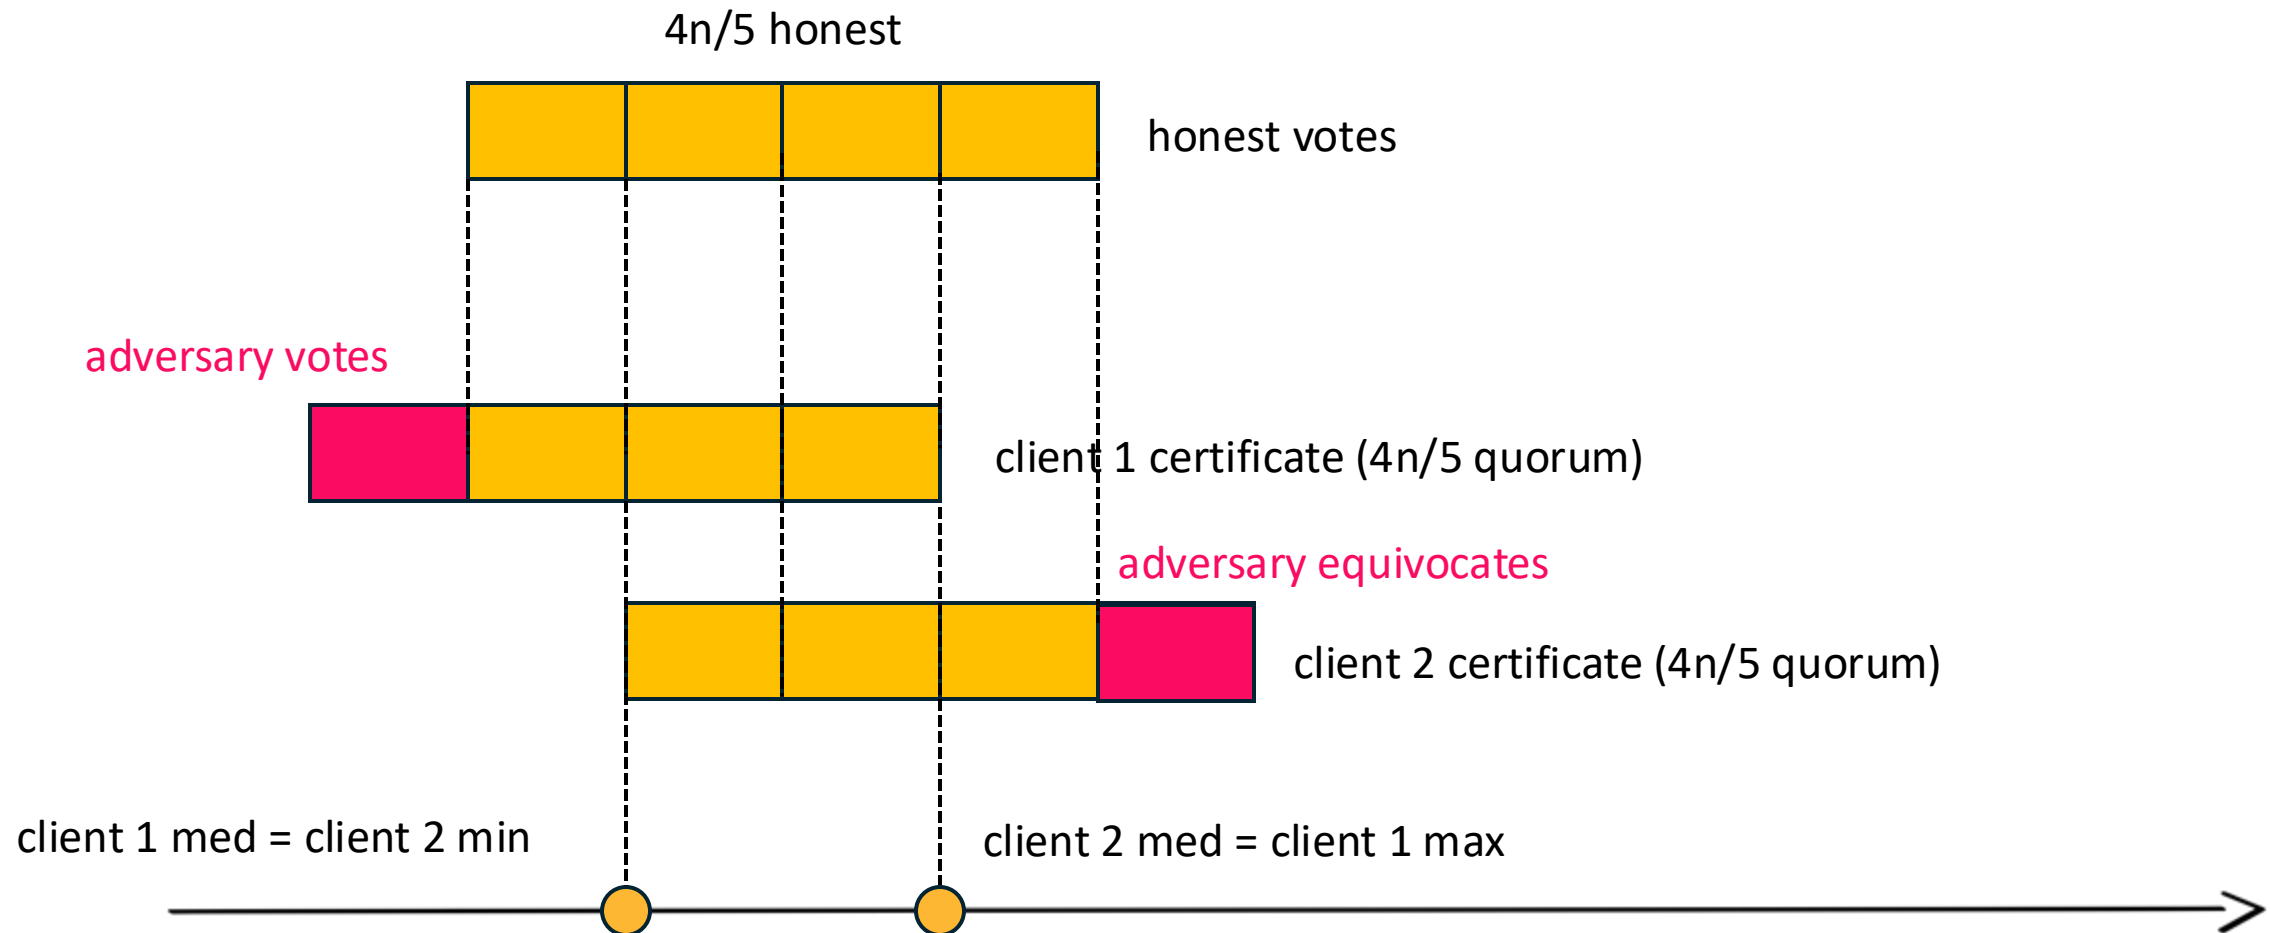 4n/5 honest
honest votes
adversary votes
client 1 certificate (4n/5 quorum)
adversary equivocates
client 2 certificate (4n/5 quorum)
client 1 med = client 2 min
client 2 med = client 1 max